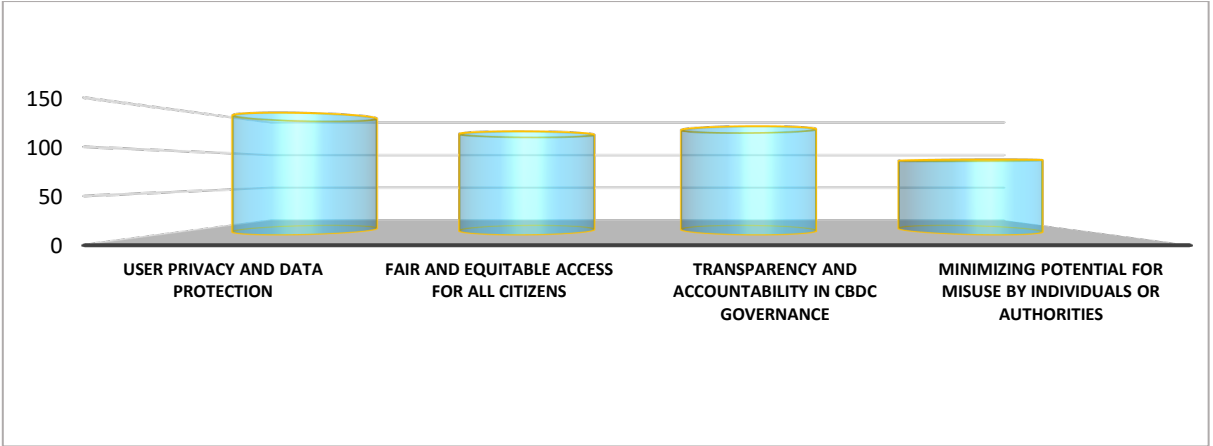 150
100
50
0
USER PRIVACY AND DATA
PROTECTION
FAIR AND EQUITABLE ACCESS
FOR ALL CITIZENS
TRANSPARENCY AND
ACCOUNTABILITY IN CBDC
GOVERNANCE
MINIMIZING POTENTIAL FOR
MISUSE BY INDIVIDUALS OR
AUTHORITIES